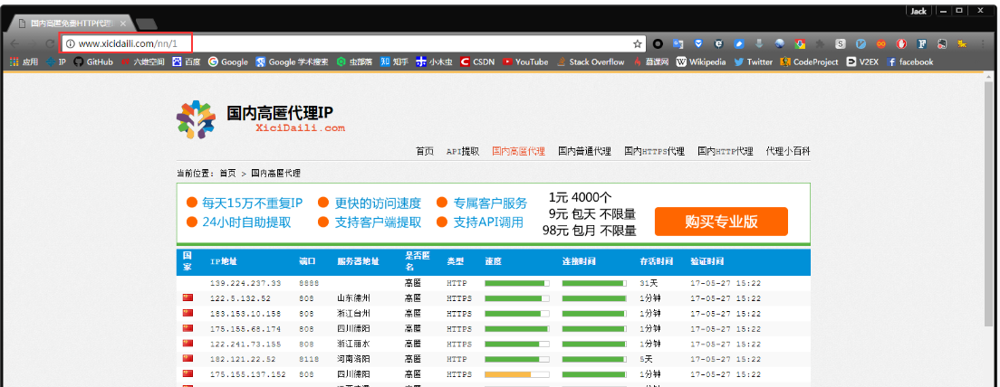 Jack
国内高匿免费HTTP代理
www.xicidaili.com/nn/1
应用 IP GitHub 六维空间 百度 Google Google 学术搜索 虫部落 知乎 小木虫 CSDN YouTube Stack Overflow 慕课网 Wikipedia Twitter CodeProject V2EX facebook
国内高匿代理IP
XiciDaili.com
首页 API提取 国内高匿代理 国内普通代理 国内HTTPS代理 国内HTTP代理 代理小百科
当前位置: 首页 > 国内高匿代理
每天15万不重复IP 更快的访问速度 专属客户服务 1元 4000个
9元 包天 不限量 购买专业版
24小时自助提取 支持客户端提取 支持API调用 98元 包月 不限量
国家 IP地址 端口 服务器地址 是否匿名 类型 速度 连接时间 存活时间 验证时间
139.224.237.33 8888 高匿 HTTP 31天 17-05-27 15:22
122.5.132.52 808 山东德州 高匿 HTTPS 1分钟 17-05-27 15:22
183.153.10.158 808 浙江台州 高匿 HTTPS 1分钟 17-05-27 15:22
175.155.68.174 808 四川德阳 高匿 HTTPS 1分钟 17-05-27 15:22
122.241.73.155 808 浙江丽水 高匿 HTTPS 1分钟 17-05-27 15:22
182.121.22.52 8118 河南洛阳 高匿 HTTP 5天 17-05-27 15:22
175.155.137.152 808 四川德阳 高匿 HTTPS 1分钟 17-05-27 15:22